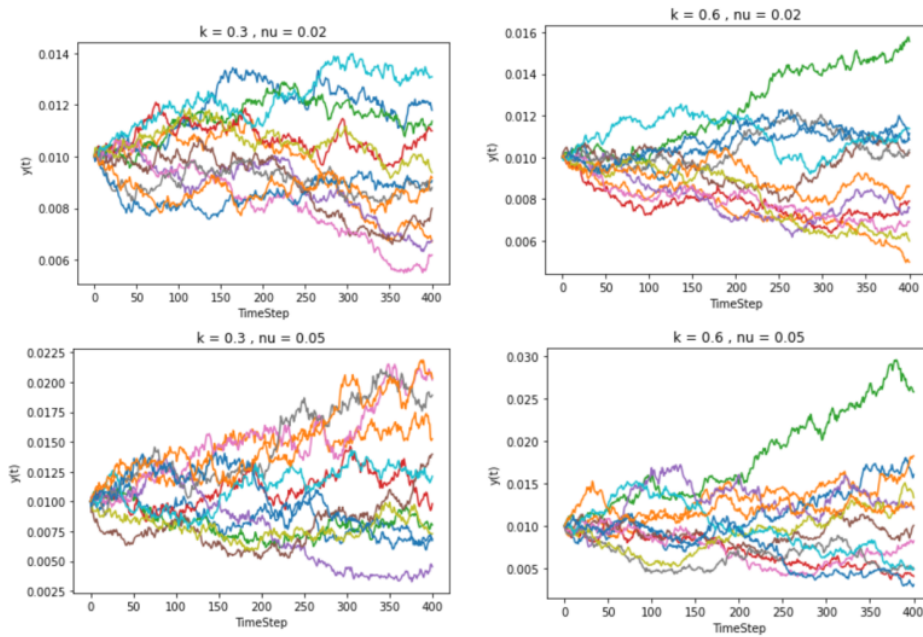 k = 0.3 , nu = 0.02
0.014
0.012
0.010
0.008
0.006
y(t)
0 50 100 150 200 250 300 350 400
TimeStep
k = 0.6 , nu = 0.02
0.016
0.014
0.012
0.010
0.008
0.006
y(t)
0 50 100 150 200 250 300 350 400
TimeStep
k = 0.3 , nu = 0.05
0.0225
0.0200
0.0175
0.0150
0.0125
0.0100
0.0075
0.0050
0.0025
y(t)
0 50 100 150 200 250 300 350 400
TimeStep
k = 0.6 , nu = 0.05
0.030
0.025
0.020
0.015
0.010
0.005
y(t)
0 50 100 150 200 250 300 350 400
TimeStep